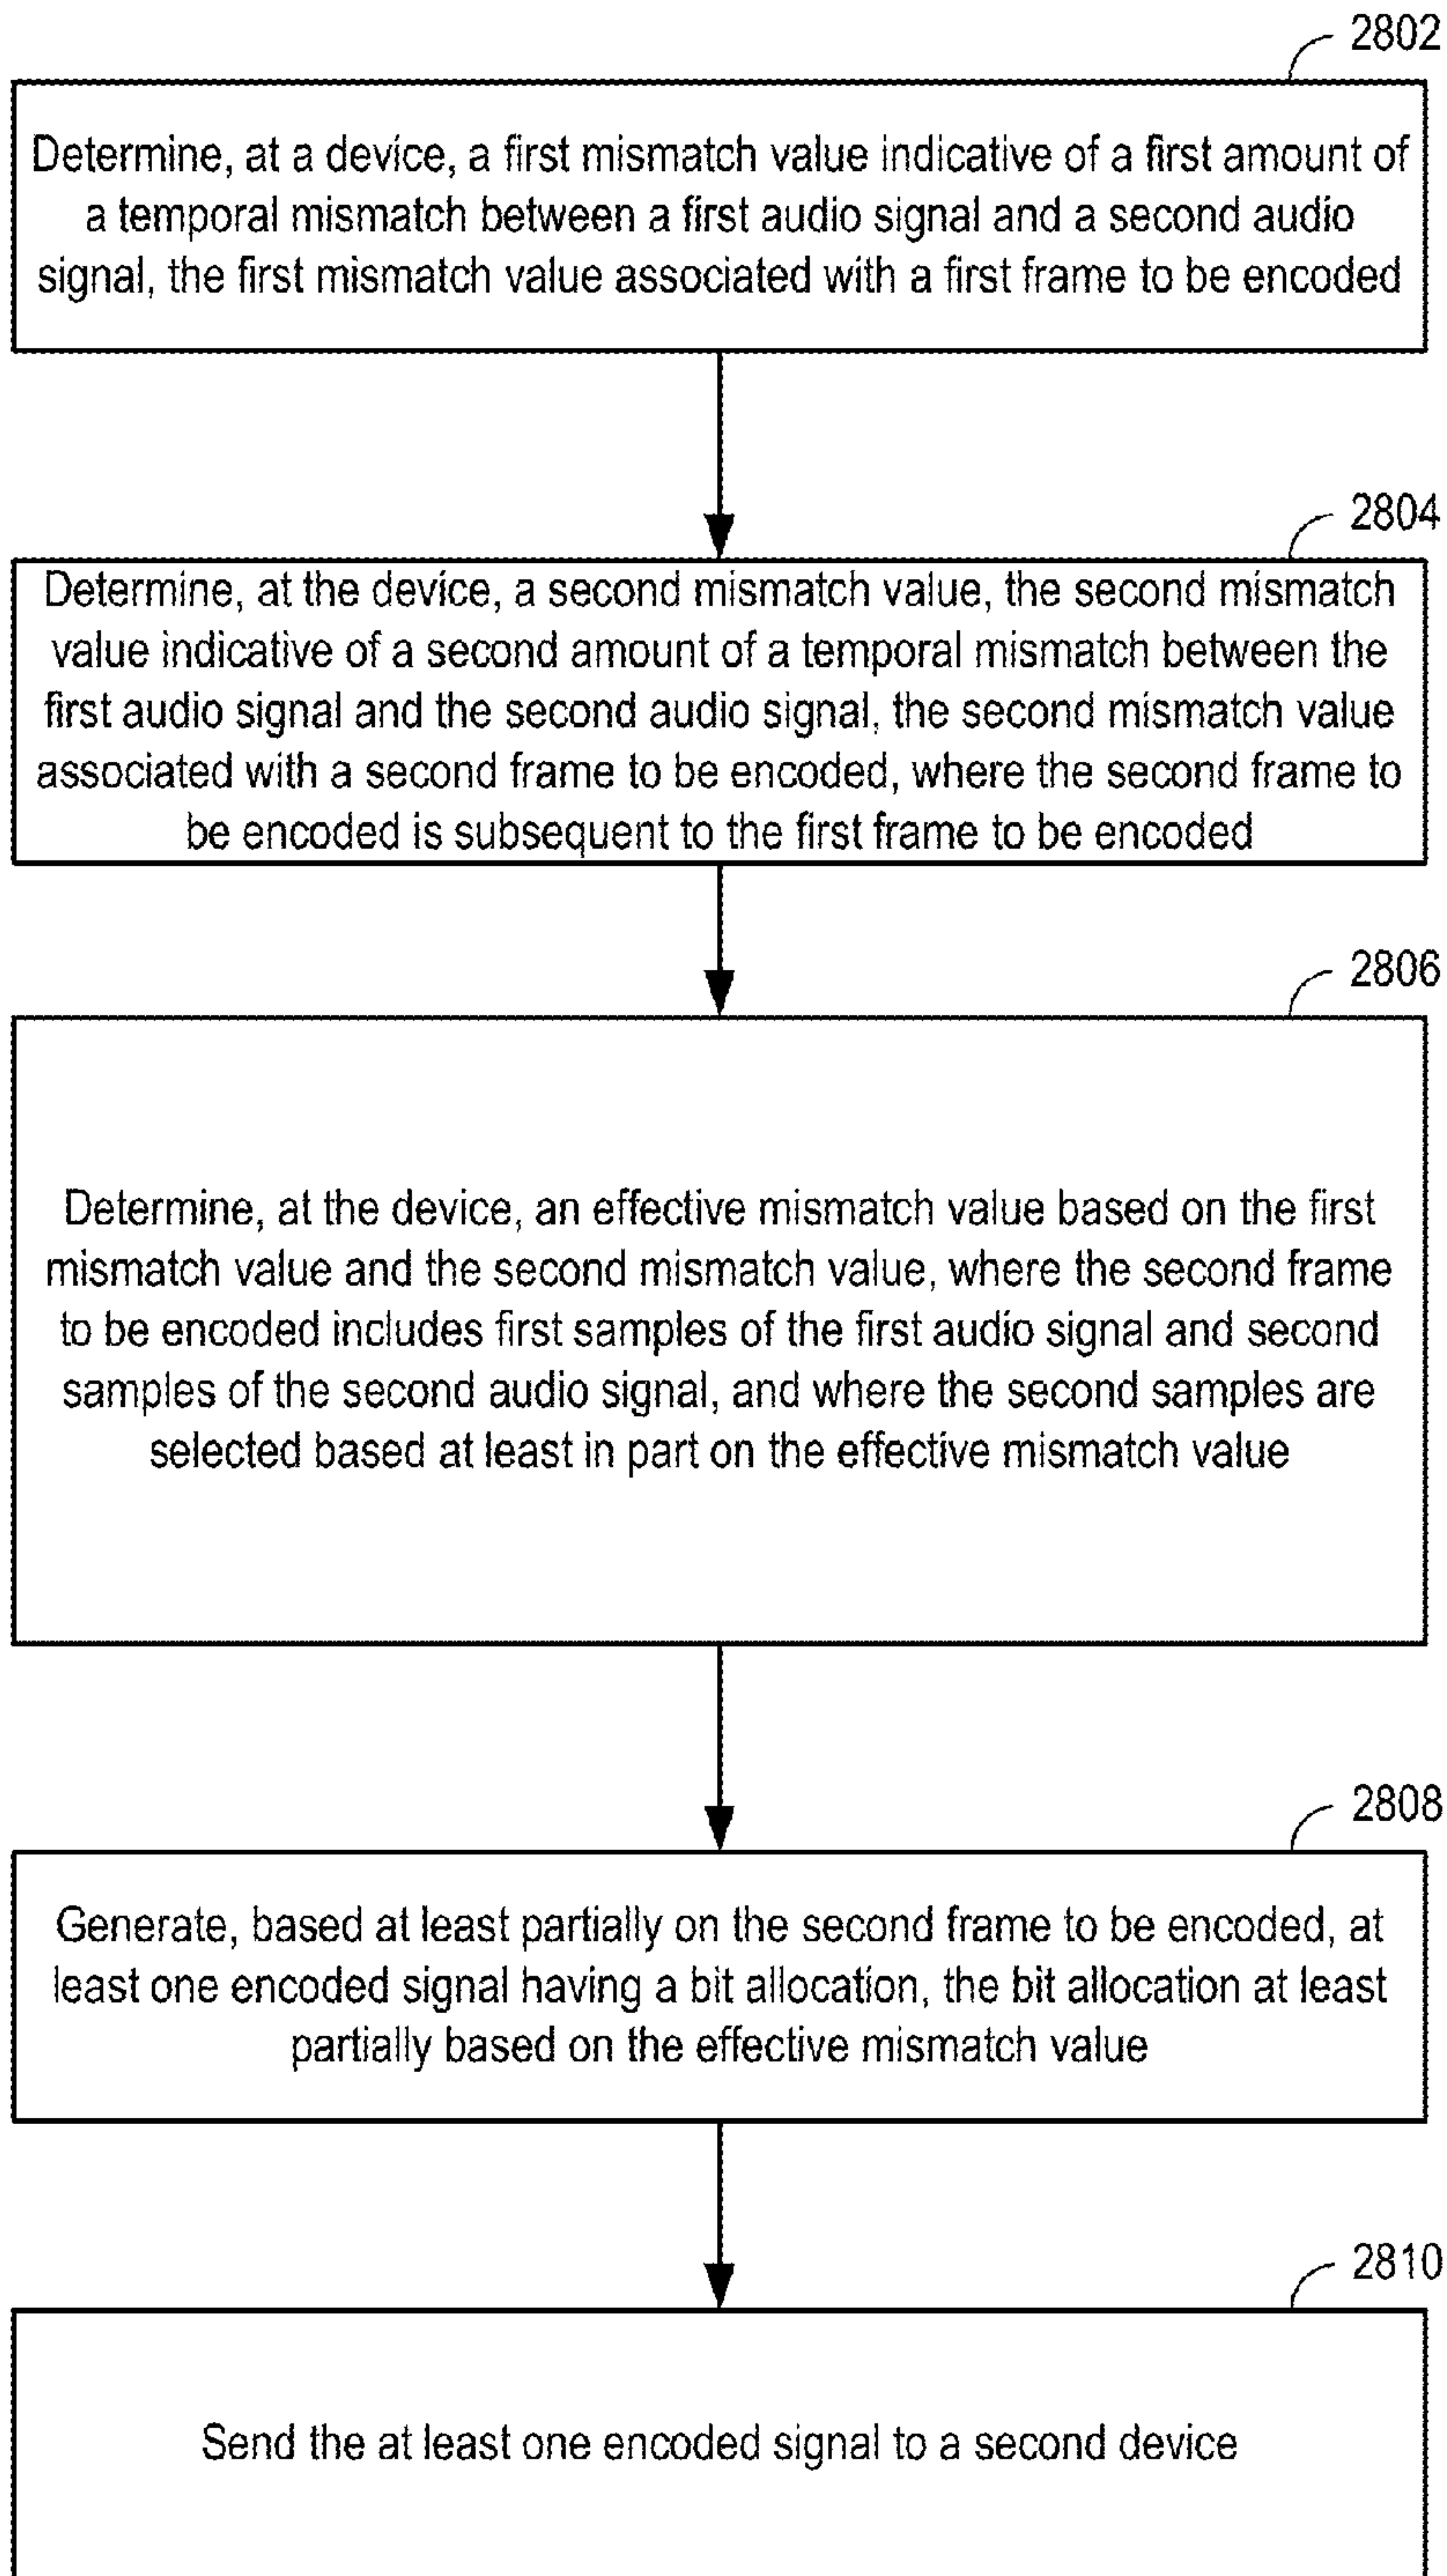 2802
Determine, at a device, a first mismatch value indicative of a first amount of
a temporal mismatch between a first audio signal and a second audio
signal, the first mismatch value associated with a first frame to be encoded
2804
Determine, at the device, a second mismatch value, the second mismatch
value indicative of a second amount of a temporal mismatch between the
first audio signal and the second audio signal, the second mismatch value
associated with a second frame to be encoded, where the second frame to
be encoded is subsequent to the first frame to be encoded
2806
Determine, at the device, an effective mismatch value based on the first
mismatch value and the second mismatch value, where the second frame
to be encoded includes first samples of the first audio signal and second
samples of the second audio signal, and where the second samples are
selected based at least in part on the effective mismatch value
2808
Generate, based at least partially on the second frame to be encoded, at
least one encoded signal having a bit allocation, the bit allocation at least
partially based on the effective mismatch value
2810
Send the at least one encoded signal to a second device